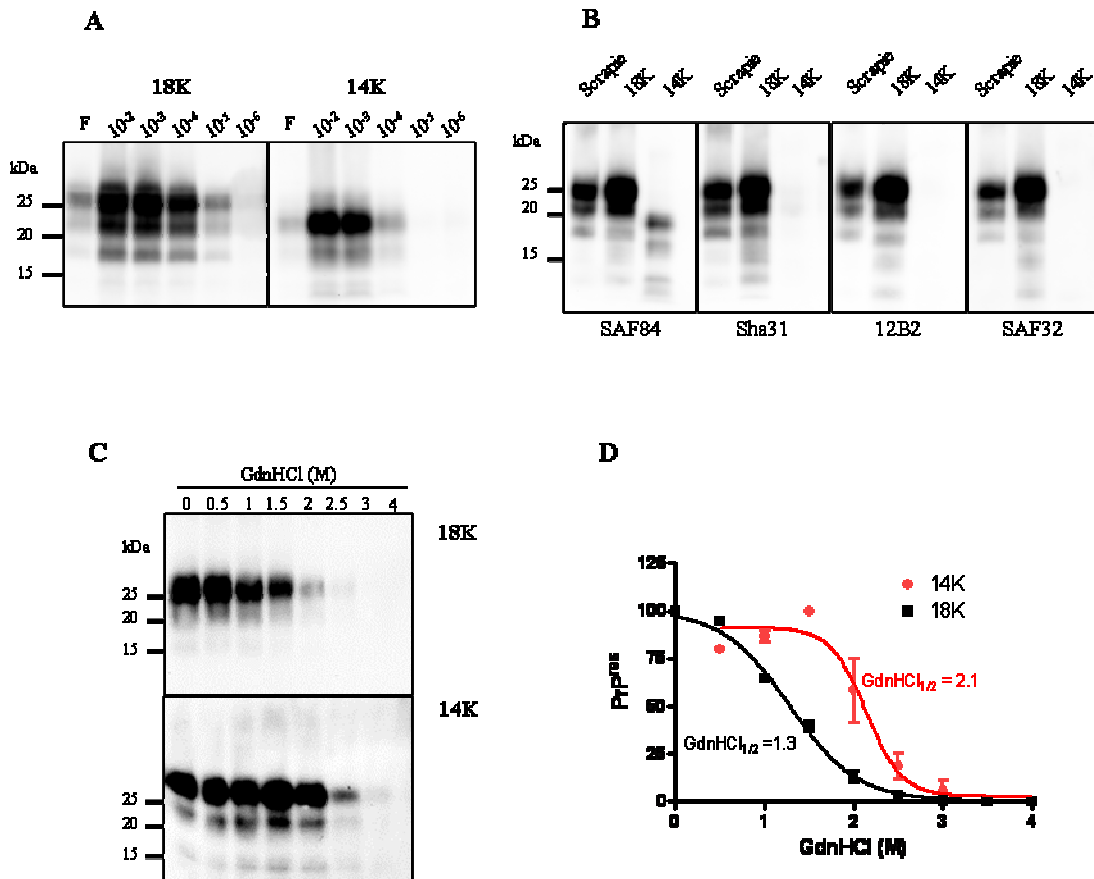 A
18K 14K
F 10-2 10-3 10-4 10-5 10-6 F 10-2 10-3 10-4 10-5 10-6
kDa
25
20
15
B
Scrapie 18K 14K Scrapie 18K 14K Scrapie 18K 14K Scrapie 18K 14K
kDa
25
20
15
SAF84 Sha31 12B2 SAF32
C
GdnHCl (M)
0 0.5 1 1.5 2 2.5 3 4
18K
kDa
25
20
15
14K
25
20
15
D
125
100
75
50
25
0
PrPres
14K
18K
GdnHCl1/2 = 2.1
GdnHCl1/2 =1.3
0 1 2 3 4
GdnHCl (M)